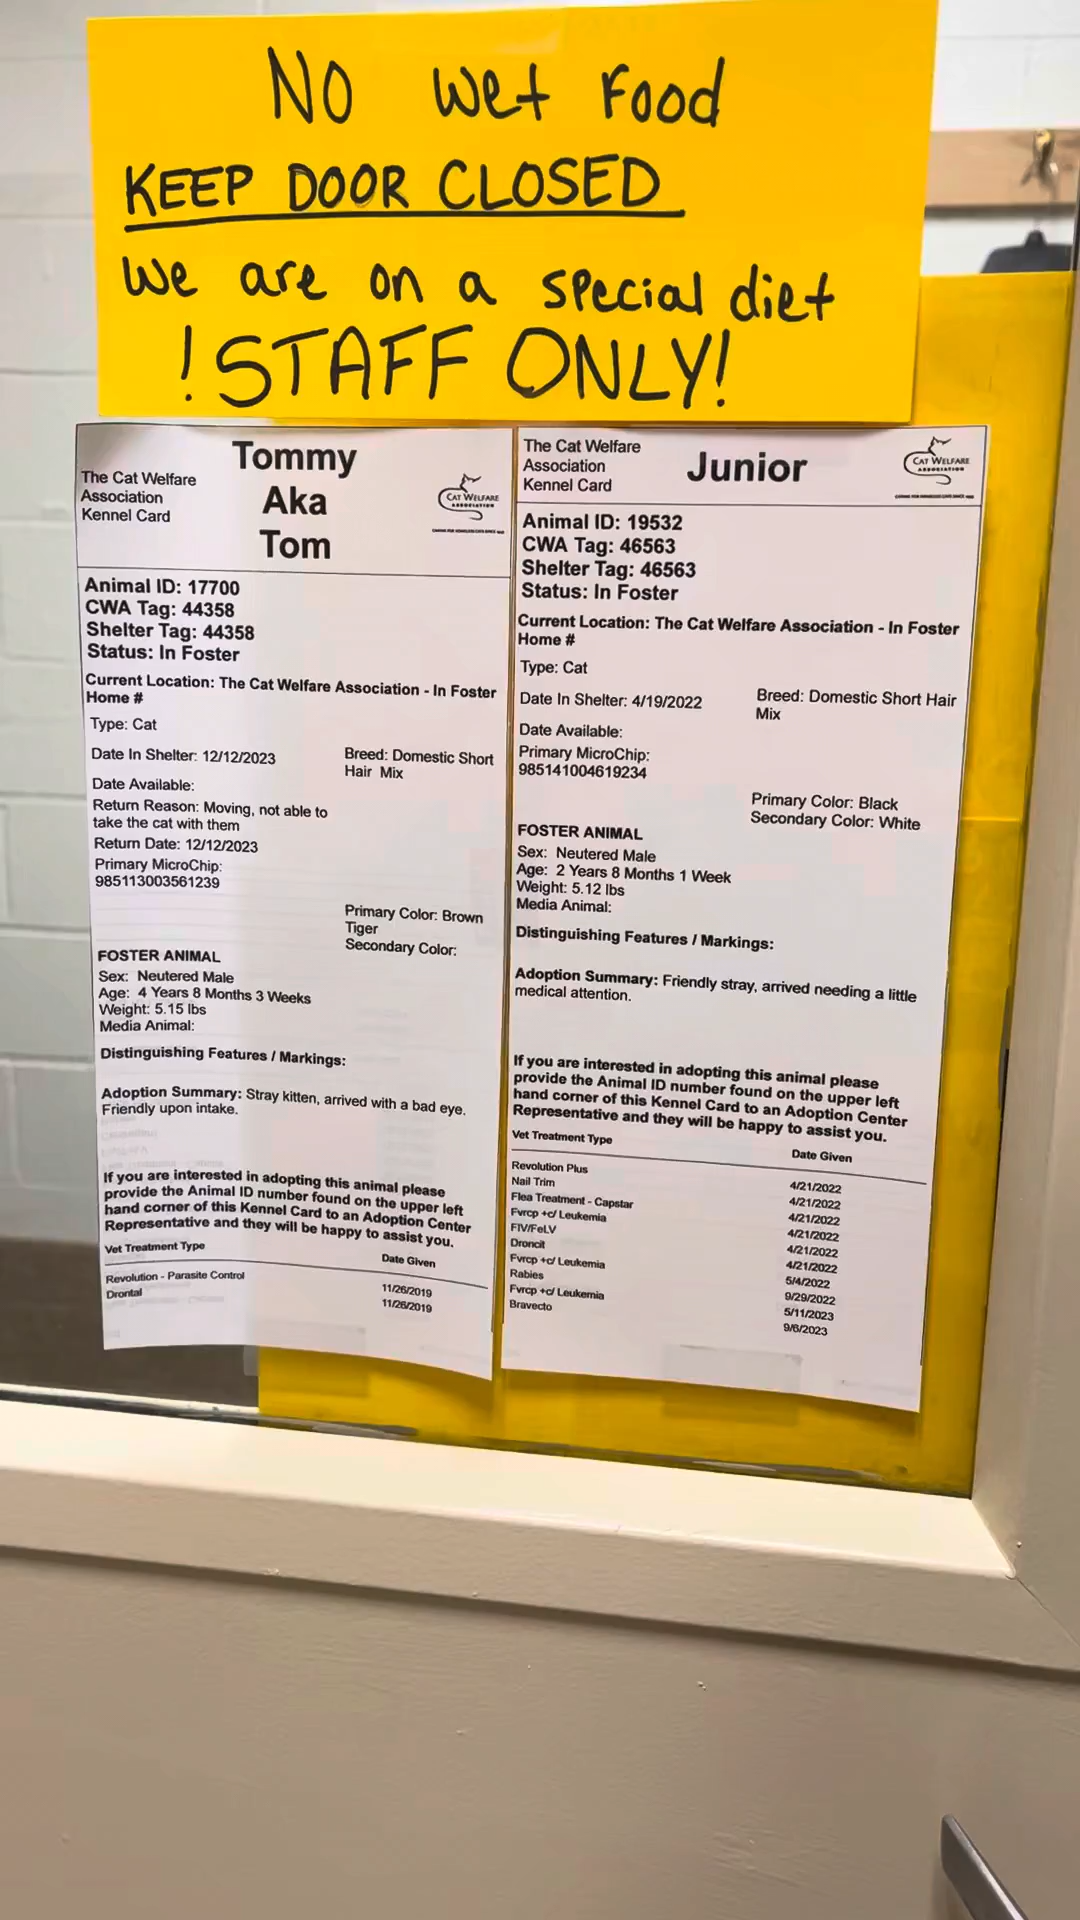 NO wet Food
KEEP DOOR CLOSED
we are on a special diet
! STAFF ONLY!
The Cat Welfare
Association
Kennel Card
Tommy
Aka
Tom
CAT WELFARE
ASSOCIATION
Animal ID: 17700
CWA Tag: 44358
Shelter Tag: 44358
Status: In Foster
Current Location: The Cat Welfare Association - In Foster
Home #
Type: Cat
Date In Shelter: 12/12/2023
Breed: Domestic Short
Hair Mix
Date Available:
Return Reason: Moving, not able to
take the cat with them
Return Date: 12/12/2023
Primary MicroChip:
985113003561239
Primary Color: Brown
Tiger
Secondary Color:
FOSTER ANIMAL
Sex: Neutered Male
Age: 4 Years 8 Months 3 Weeks
Weight: 5.15 lbs
Media Animal:
Distinguishing Features / Markings:
Adoption Summary: Stray kitten, arrived with a bad eye.
Friendly upon intake.
If you are interested in adopting this animal please
provide the Animal ID number found on the upper left
hand corner of this Kennel Card to an Adoption Center
Representative and they will be happy to assist you.
Vet Treatment Type Date Given
Revolution - Parasite Control 11/26/2019
Drontal 11/26/2019
The Cat Welfare
Association
Kennel Card
Junior
CAT WELFARE
ASSOCIATION
Animal ID: 19532
CWA Tag: 46563
Shelter Tag: 46563
Status: In Foster
Current Location: The Cat Welfare Association - In Foster
Home #
Type: Cat
Date In Shelter: 4/19/2022
Breed: Domestic Short Hair
Mix
Date Available:
Primary MicroChip:
985141004619234
Primary Color: Black
Secondary Color: White
FOSTER ANIMAL
Sex: Neutered Male
Age: 2 Years 8 Months 1 Week
Weight: 5.12 lbs
Media Animal:
Distinguishing Features / Markings:
Adoption Summary: Friendly stray, arrived needing a little
medical attention.
If you are interested in adopting this animal please
provide the Animal ID number found on the upper left
hand corner of this Kennel Card to an Adoption Center
Representative and they will be happy to assist you.
Vet Treatment Type Date Given
Revolution Plus 4/21/2022
Nail Trim 4/21/2022
Flea Treatment - Capstar 4/21/2022
Fvrcp +c/ Leukemia 4/21/2022
FIV/FeLV 4/21/2022
Droncit 4/21/2022
Fvrcp +c/ Leukemia 5/4/2022
Rabies 9/29/2022
Fvrcp +c/ Leukemia 5/11/2023
Bravecto 9/6/2023